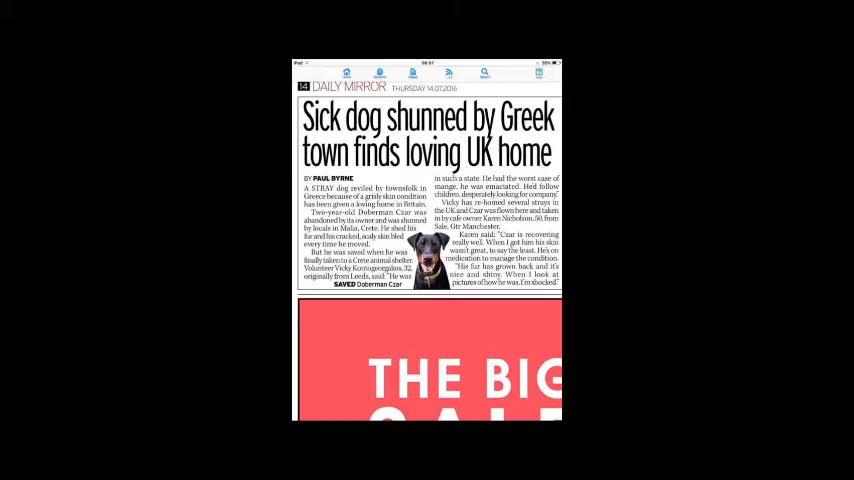 iPad
08:07
55%
14 DAILY MIRROR THURSDAY 14.07.2016
Sick dog shunned by Greek
town finds loving UK home
BY PAUL BYRNE
A STRAY dog reviled by townsfolk in
Greece because of a grisly skin condition
has been given a loving home in Britain.
Two-year-old Doberman Czar was
abandoned by its owner and was shunned
by locals in Malia, Crete. He shed his
fur and his cracked, scaly skin bled
every time he moved.
But he was saved when he was
finally taken to a Crete animal shelter.
Volunteer Vicky Kontogeorgakos, 32,
originally from Leeds, said: "He was
SAVED Doberman Czar
in such a state. He had the worst case of
mange, he was emaciated. He'd follow
children, desperately looking for company."
Vicky has re-homed several strays in
the UK and Czar was flown here and taken
in by cafe owner Karen Nicholson, 50, from
Sale, Gtr Manchester.
Karen said: "Czar is recovering
really well. When I got him his skin
wasn't great, to say the least. He's on
medication to manage the condition.
"His fur has grown back and it's
nice and shiny. When I look at
pictures of how he was, I'm shocked."
THE BIG
SALE